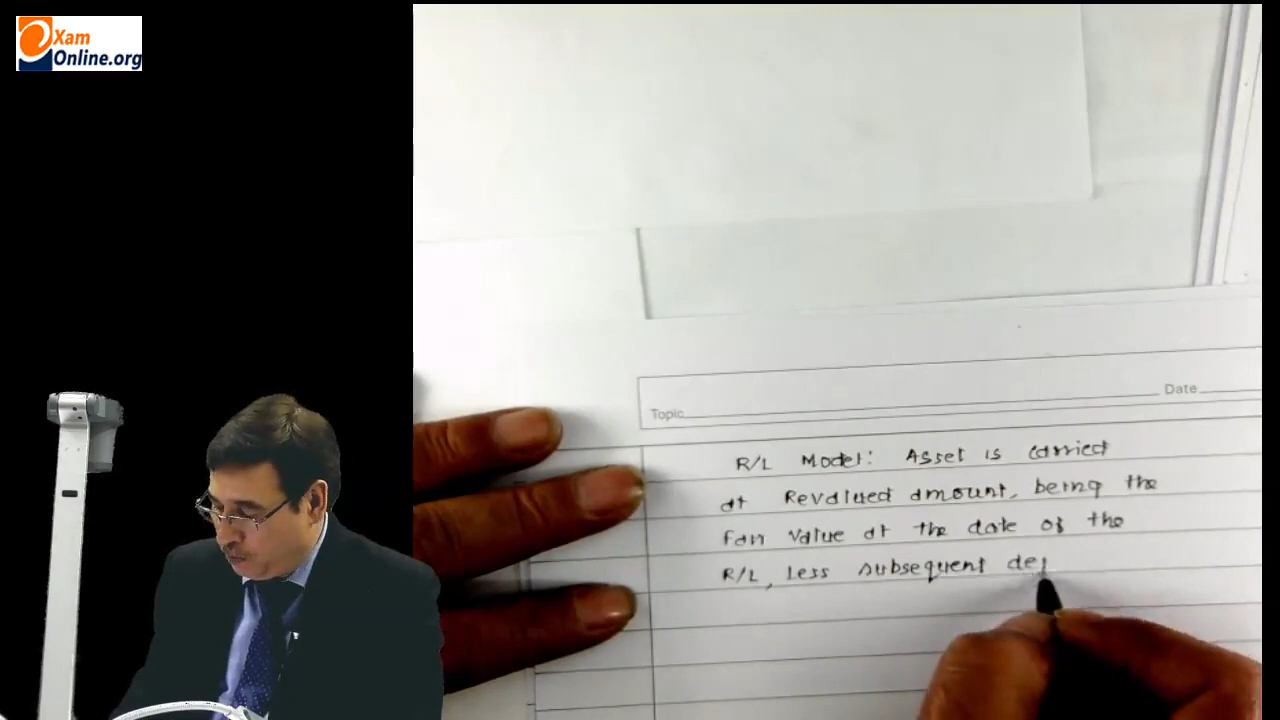 Xam
Online.org
Topic
Date
R/L Model: Asset is carried
at Revalued amount, being the
fair value at the date of the
R/L, Less subsequent dep